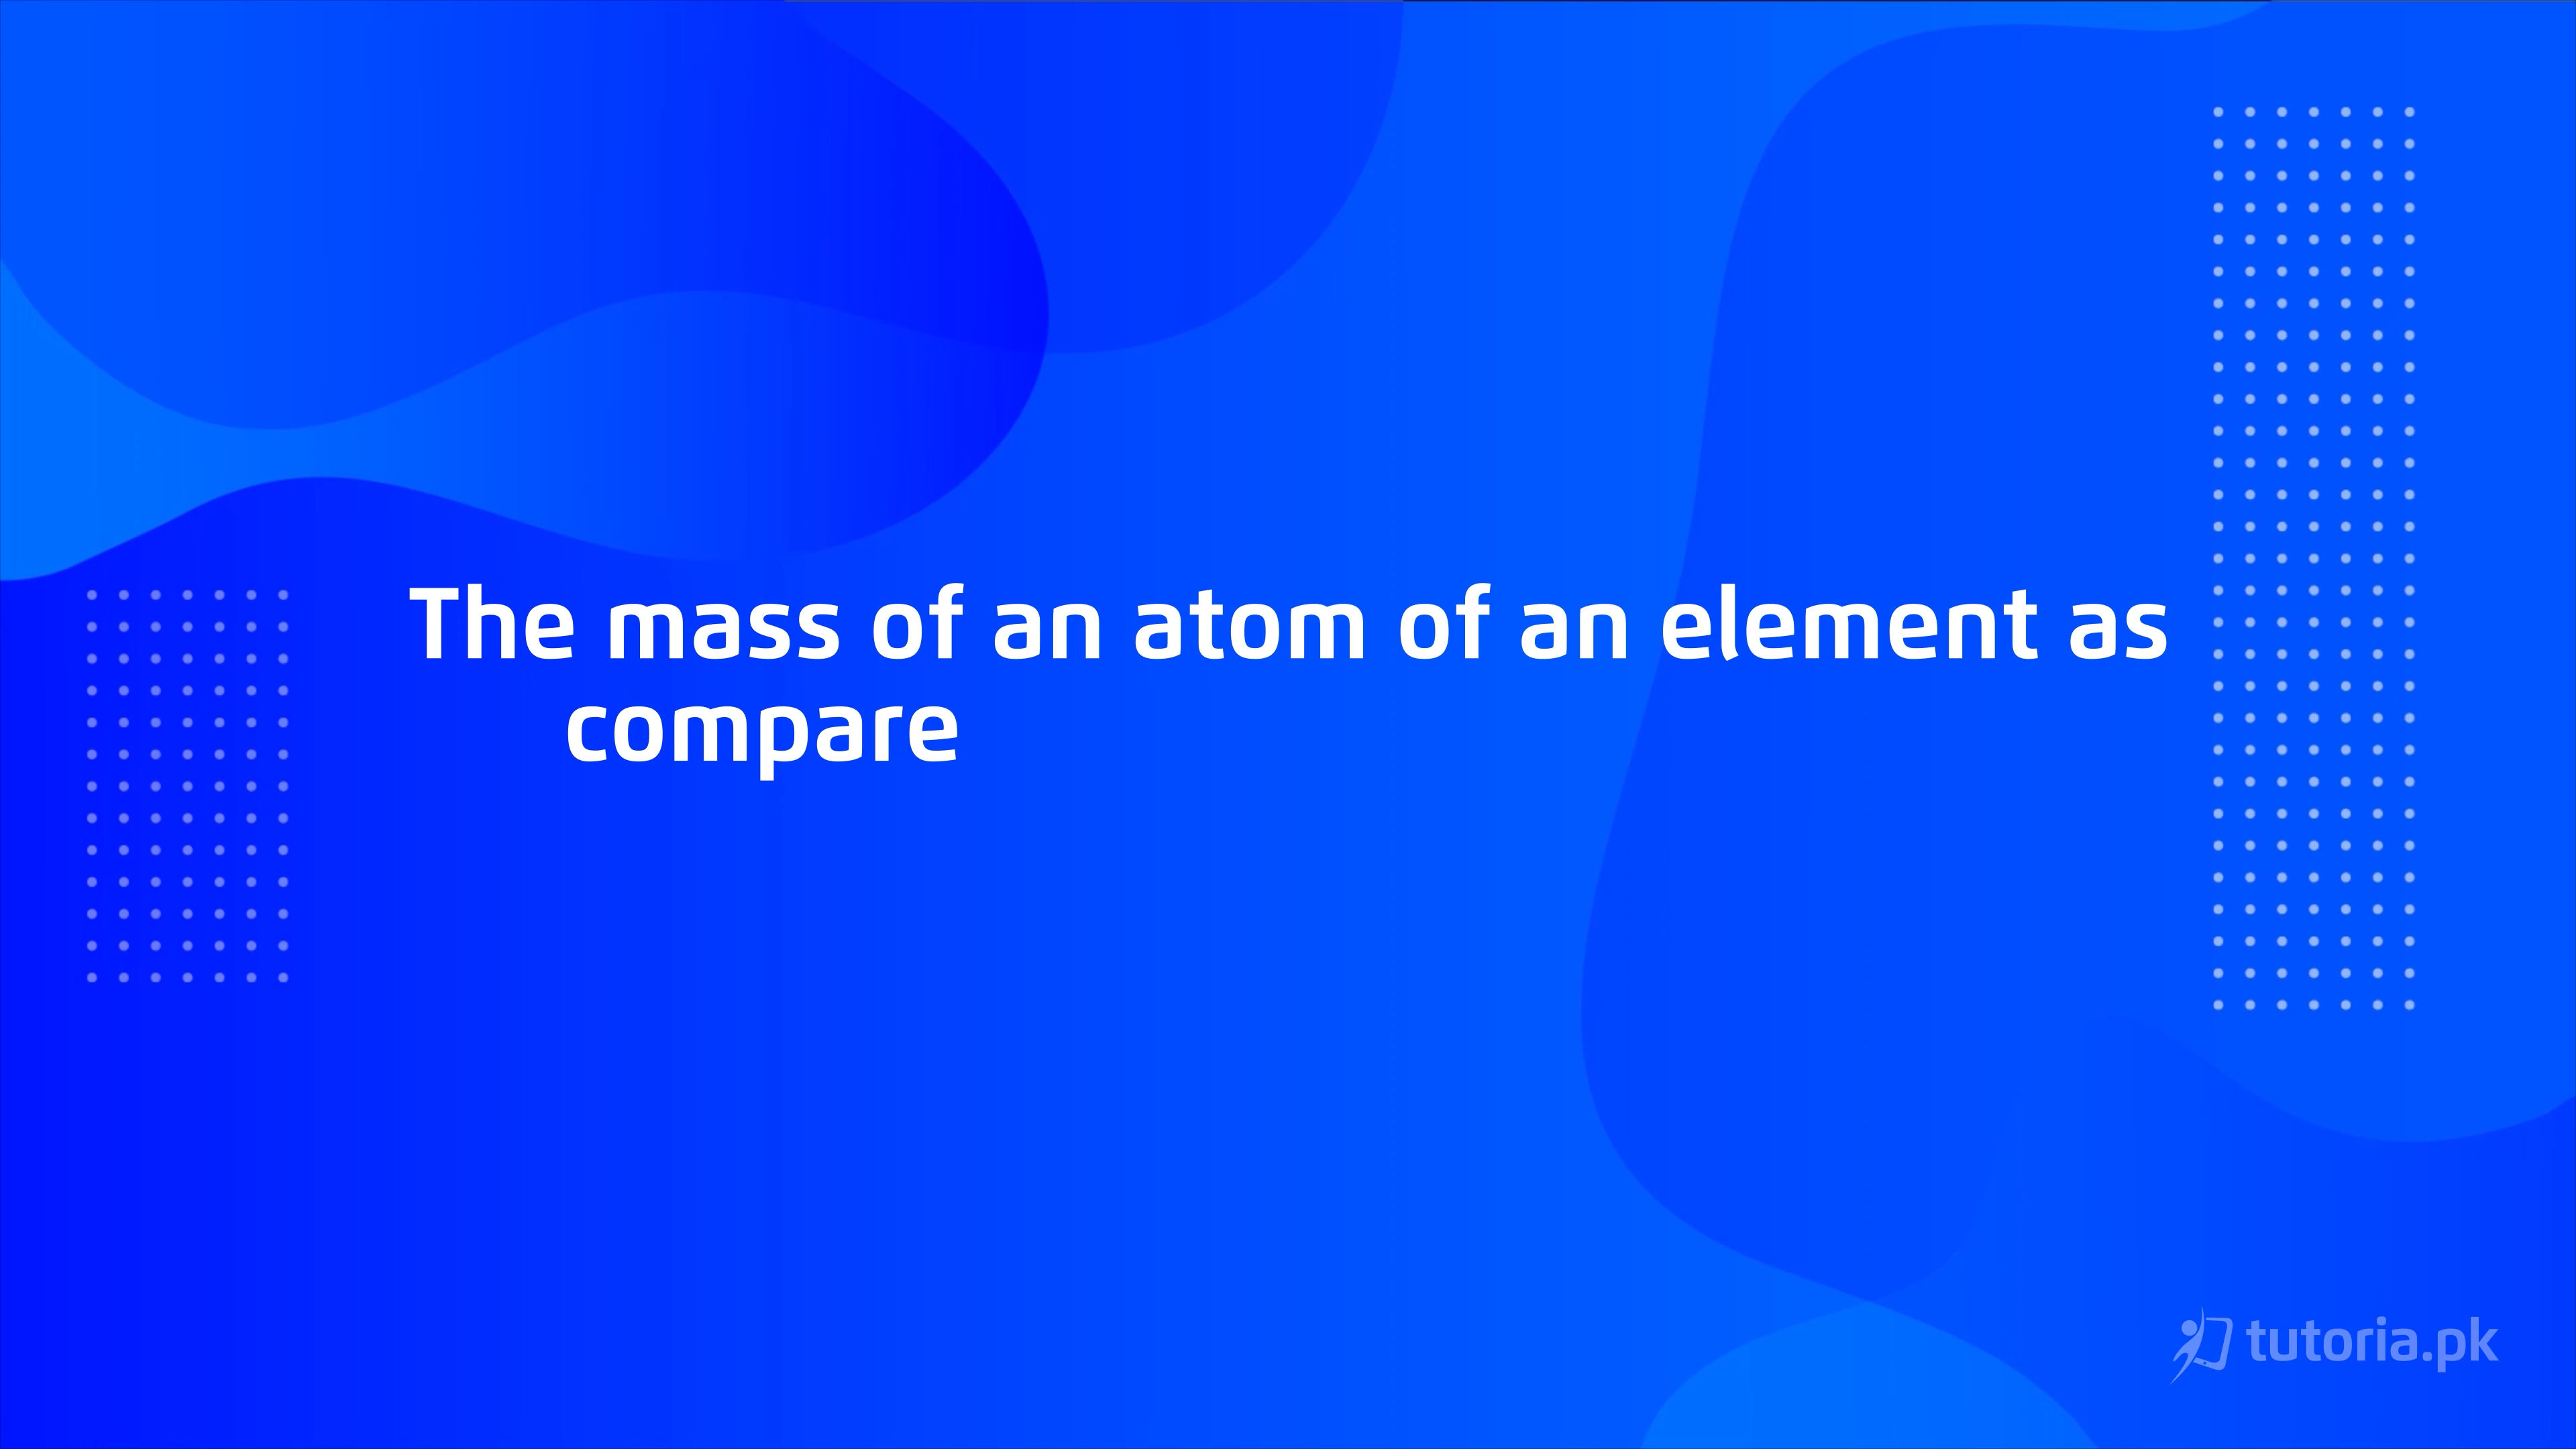 The mass of an atom of an element as
compare
tutoria.pk